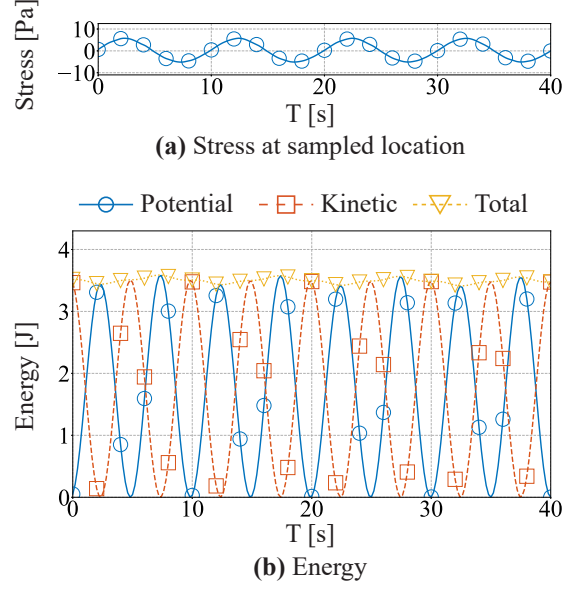 Stress [Pa]
10
0
−10
0 10 20 30 40
T [s]
(a) Stress at sampled location
Potential Kinetic Total
Energy [J]
4
3
2
1
0
0 10 20 30 40
T [s]
(b) Energy